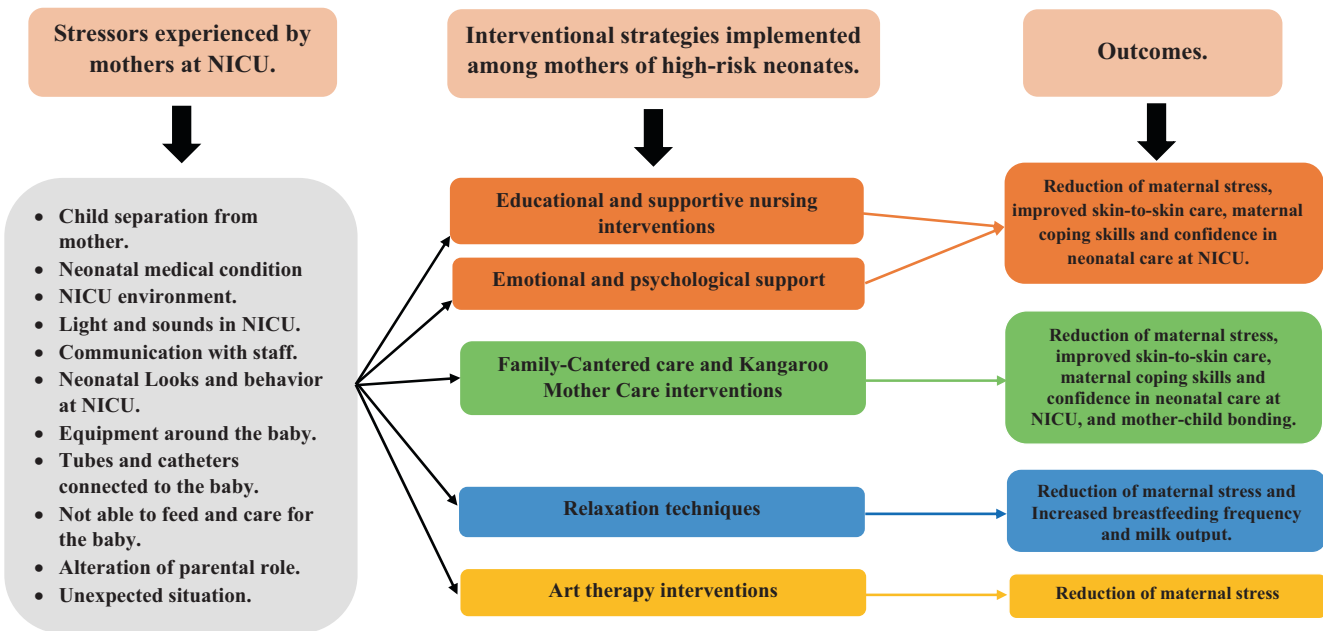 Stressors experienced by
mothers at NICU.
Interventional strategies implemented
among mothers of high-risk neonates.
Outcomes.
• Child separation from
mother.
• Neonatal medical condition
• NICU environment.
• Light and sounds in NICU.
• Communication with staff.
• Neonatal Looks and behavior
at NICU.
• Equipment around the baby.
• Tubes and catheters
connected to the baby.
• Not able to feed and care for
the baby.
• Alteration of parental role.
• Unexpected situation.
Educational and supportive nursing
interventions
Emotional and psychological support
Family-Cantered care and Kangaroo
Mother Care interventions
Relaxation techniques
Art therapy interventions
Reduction of maternal stress,
improved skin-to-skin care, maternal
coping skills and confidence in
neonatal care at NICU.
Reduction of maternal stress,
improved skin-to-skin care,
maternal coping skills and
confidence in neonatal care at
NICU, and mother-child bonding.
Reduction of maternal stress and
Increased breastfeeding frequency
and milk output.
Reduction of maternal stress